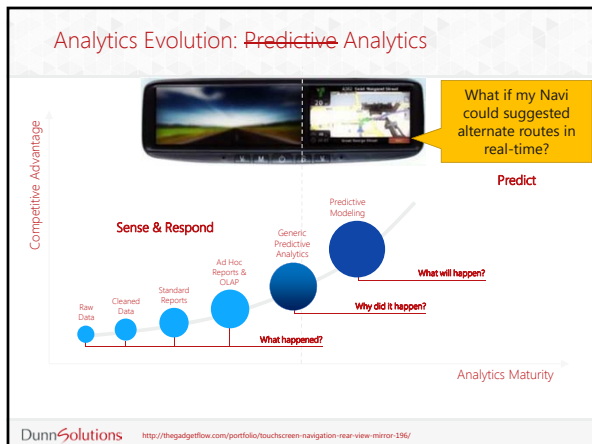 Analytics Evolution: Predictive Analytics
What if my Navi
could suggested
alternate routes in
real-time?
Competitive Advantage
Predict
Sense & Respond
Predictive
Modeling
Generic
Predictive
Analytics
Ad Hoc
Reports &
OLAP
Standard
Reports
Cleaned
Data
Raw
Data
What will happen?
Why did it happen?
What happened?
Analytics Maturity
DunnSolutions
http://thegadgetflow.com/portfolio/touchscreen-navigation-rear-view-mirror-196/